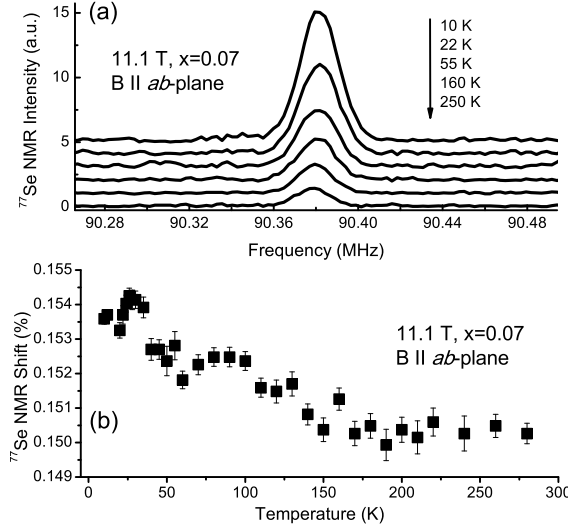 (a)
11.1 T, x=0.07
B II ab-plane
10 K
22 K
55 K
160 K
250 K
15
10
5
0
⁷⁷Se NMR Intensity (a.u.)
90.28 90.32 90.36 90.40 90.44 90.48
Frequency (MHz)
0.155
0.154
0.153
0.152
0.151
0.150
0.149
⁷⁷Se NMR Shift (%)
11.1 T, x=0.07
B II ab-plane
(b)
0 50 100 150 200 250 300
Temperature (K)